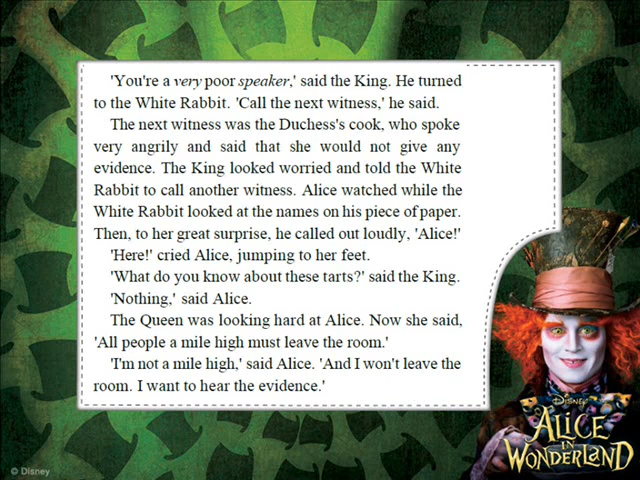 'You're a very poor speaker,' said the King. He turned
to the White Rabbit. 'Call the next witness,' he said.
The next witness was the Duchess's cook, who spoke
very angrily and said that she would not give any
evidence. The King looked worried and told the White
Rabbit to call another witness. Alice watched while the
White Rabbit looked at the names on his piece of paper.
Then, to her great surprise, he called out loudly, 'Alice!'
'Here!' cried Alice, jumping to her feet.
'What do you know about these tarts?' said the King.
'Nothing,' said Alice.
The Queen was looking hard at Alice. Now she said,
'All people a mile high must leave the room.'
'I'm not a mile high,' said Alice. 'And I won't leave the
room. I want to hear the evidence.'
Disney
ALICE
IN
WONDERLAND
© Disney